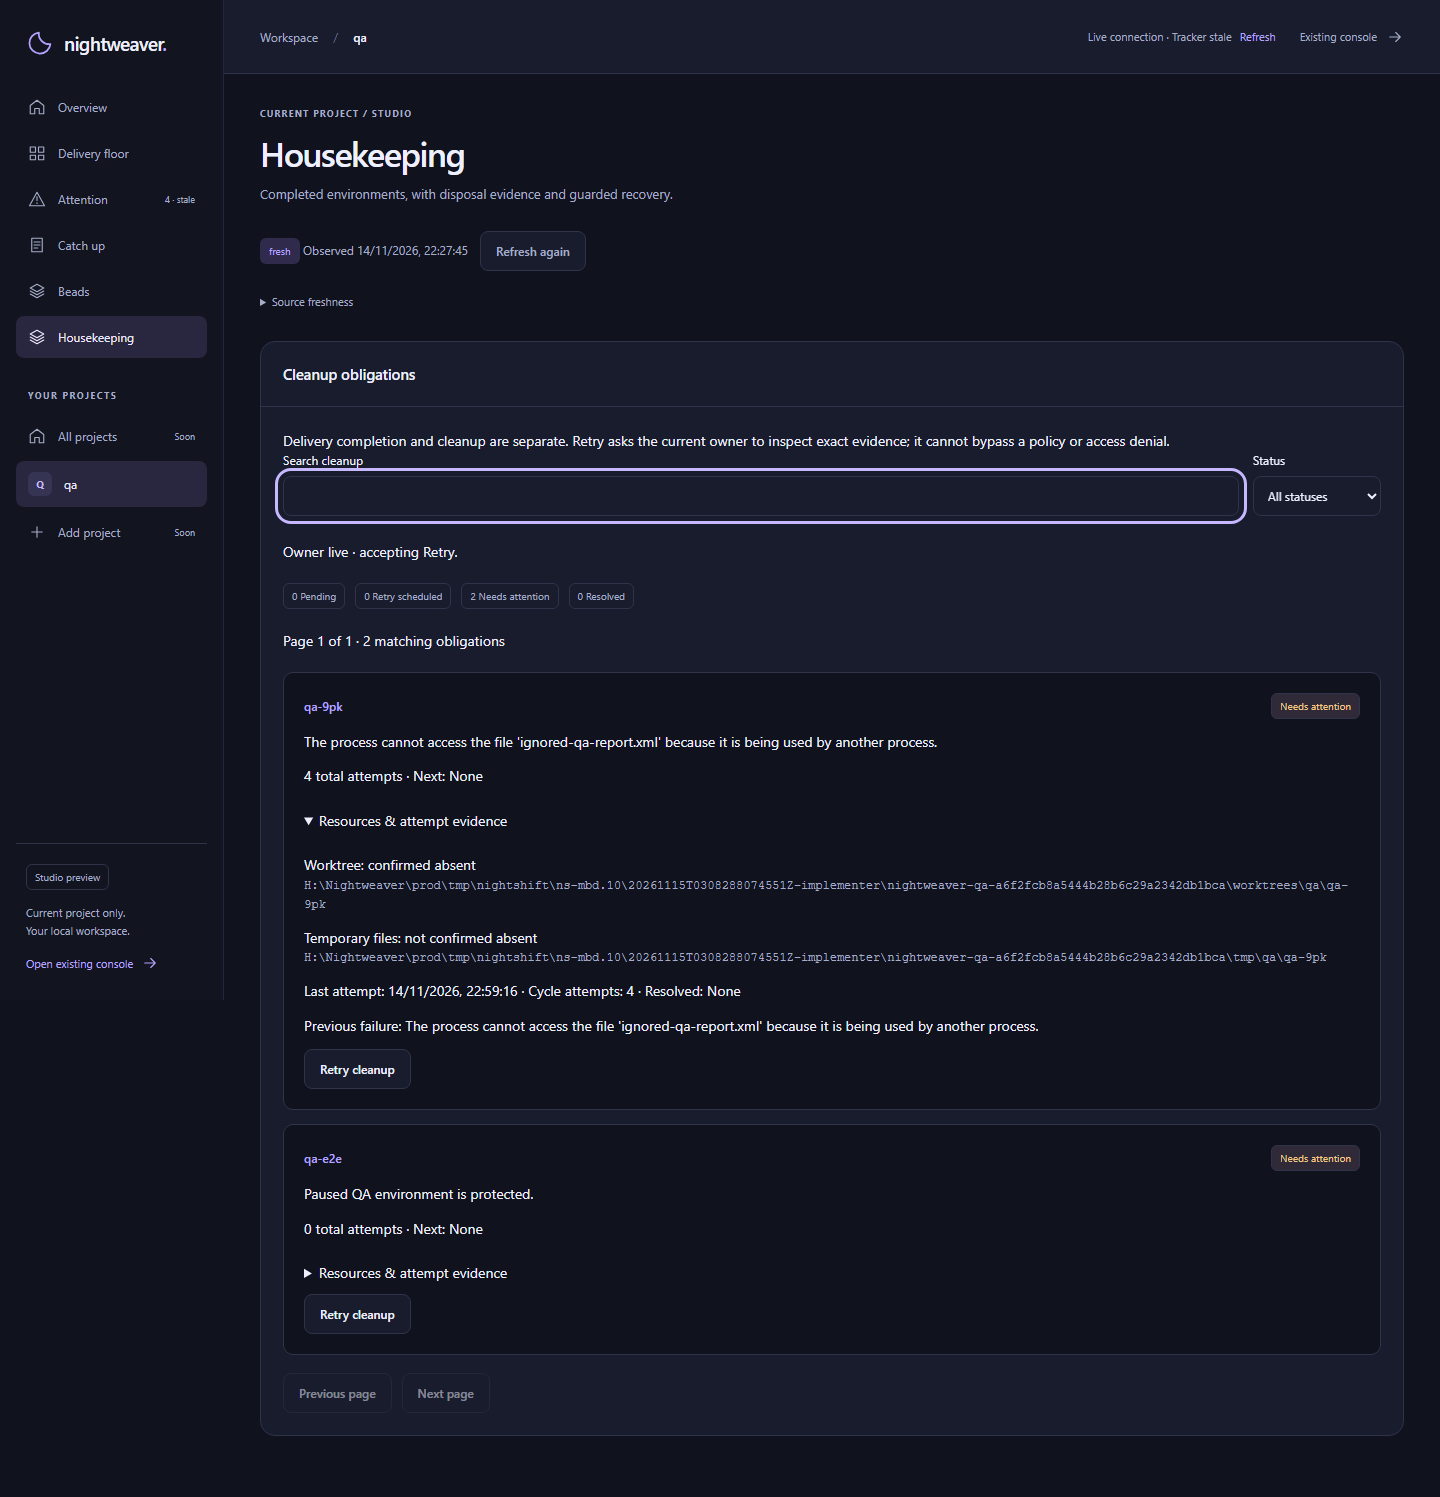 nightweaver.
Overview
Delivery floor
Attention 4 · stale
Catch up
Beads
Housekeeping
YOUR PROJECTS
All projects Soon
Q qa
Add project Soon
Studio preview
Current project only.
Your local workspace.
Open existing console
Workspace / qa
Live connection · Tracker stale Refresh Existing console
CURRENT PROJECT / STUDIO
Housekeeping
Completed environments, with disposal evidence and guarded recovery.
fresh Observed 14/11/2026, 22:27:45 Refresh again
Source freshness
Cleanup obligations
Delivery completion and cleanup are separate. Retry asks the current owner to inspect exact evidence; it cannot bypass a policy or access denial.
Search cleanup Status
All statuses
Owner live · accepting Retry.
0 Pending 0 Retry scheduled 2 Needs attention 0 Resolved
Page 1 of 1 · 2 matching obligations
qa-9pk Needs attention
The process cannot access the file 'ignored-qa-report.xml' because it is being used by another process.
4 total attempts · Next: None
Resources & attempt evidence
Worktree: confirmed absent
H:\Nightweaver\prod\tmp\nightshift\ns-mbd.10\20261115T0308288074551Z-implementer\nightweaver-qa-a6f2fcb8a5444b28b6c29a2342db1bca\worktrees\qa\qa-
9pk
Temporary files: not confirmed absent
H:\Nightweaver\prod\tmp\nightshift\ns-mbd.10\20261115T0308288074551Z-implementer\nightweaver-qa-a6f2fcb8a5444b28b6c29a2342db1bca\tmp\qa\qa-9pk
Last attempt: 14/11/2026, 22:59:16 · Cycle attempts: 4 · Resolved: None
Previous failure: The process cannot access the file 'ignored-qa-report.xml' because it is being used by another process.
Retry cleanup
qa-e2e Needs attention
Paused QA environment is protected.
0 total attempts · Next: None
Resources & attempt evidence
Retry cleanup
Previous page Next page